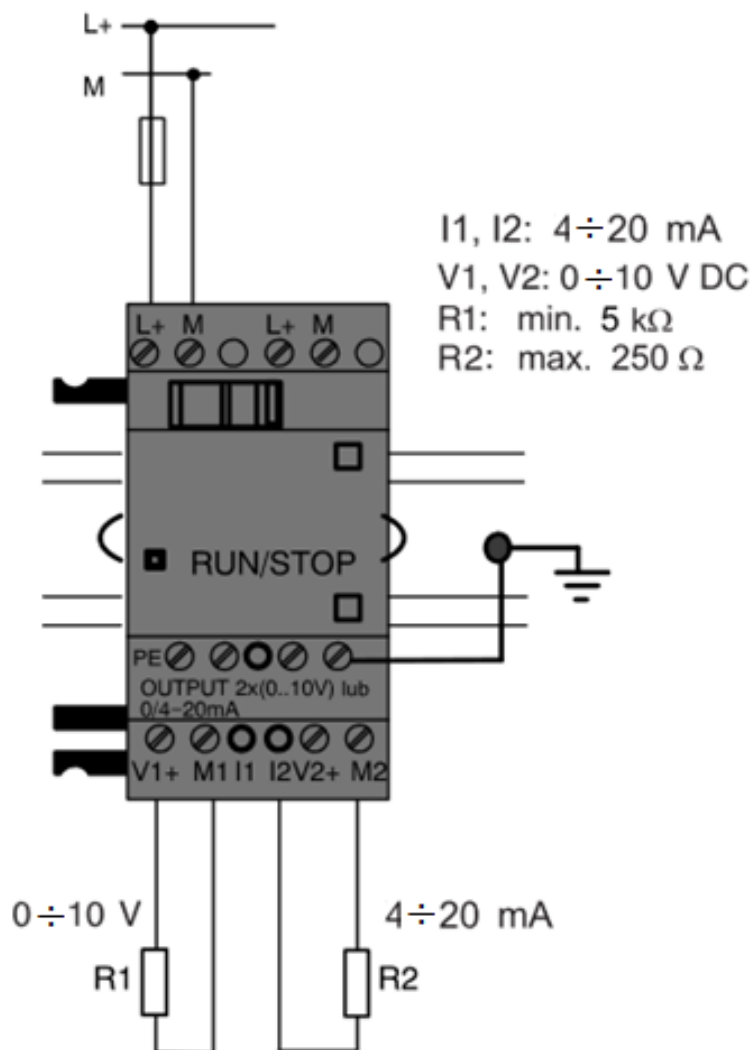 L+
M
I1, I2: 4÷20 mA
V1, V2: 0÷10 V DC
R1: min. 5 kΩ
R2: max. 250 Ω
L+ M L+ M
RUN/STOP
PE
OUTPUT 2x(0..10V) lub
0/4-20mA
V1+ M1 I1 I2 V2+ M2
0÷10 V
4÷20 mA
R1
R2